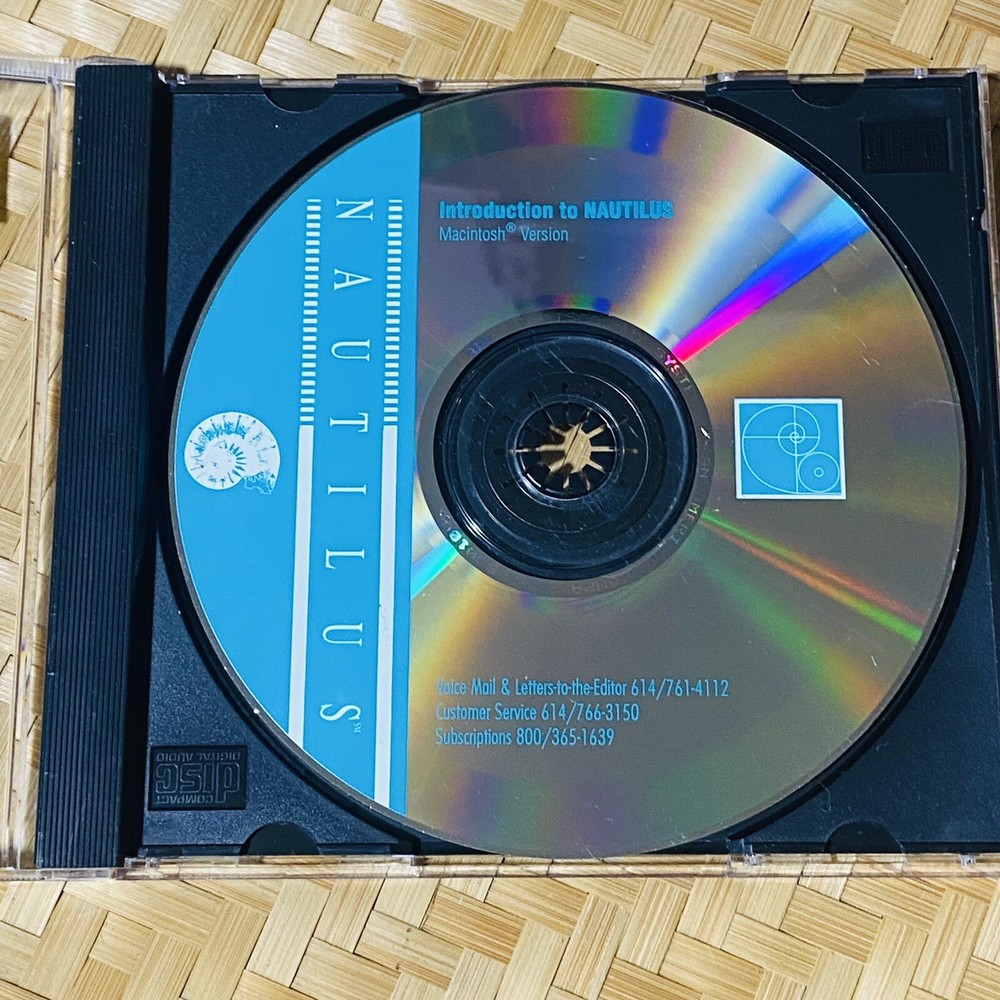 NAUTILUS℠
Introduction to NAUTILUS
Macintosh® Version
Voice Mail & Letters-to-the-Editor 614/761-4112
Customer Service 614/766-3150
Subscriptions 800/365-1639
COMPACT
disc
DIGITAL AUDIO